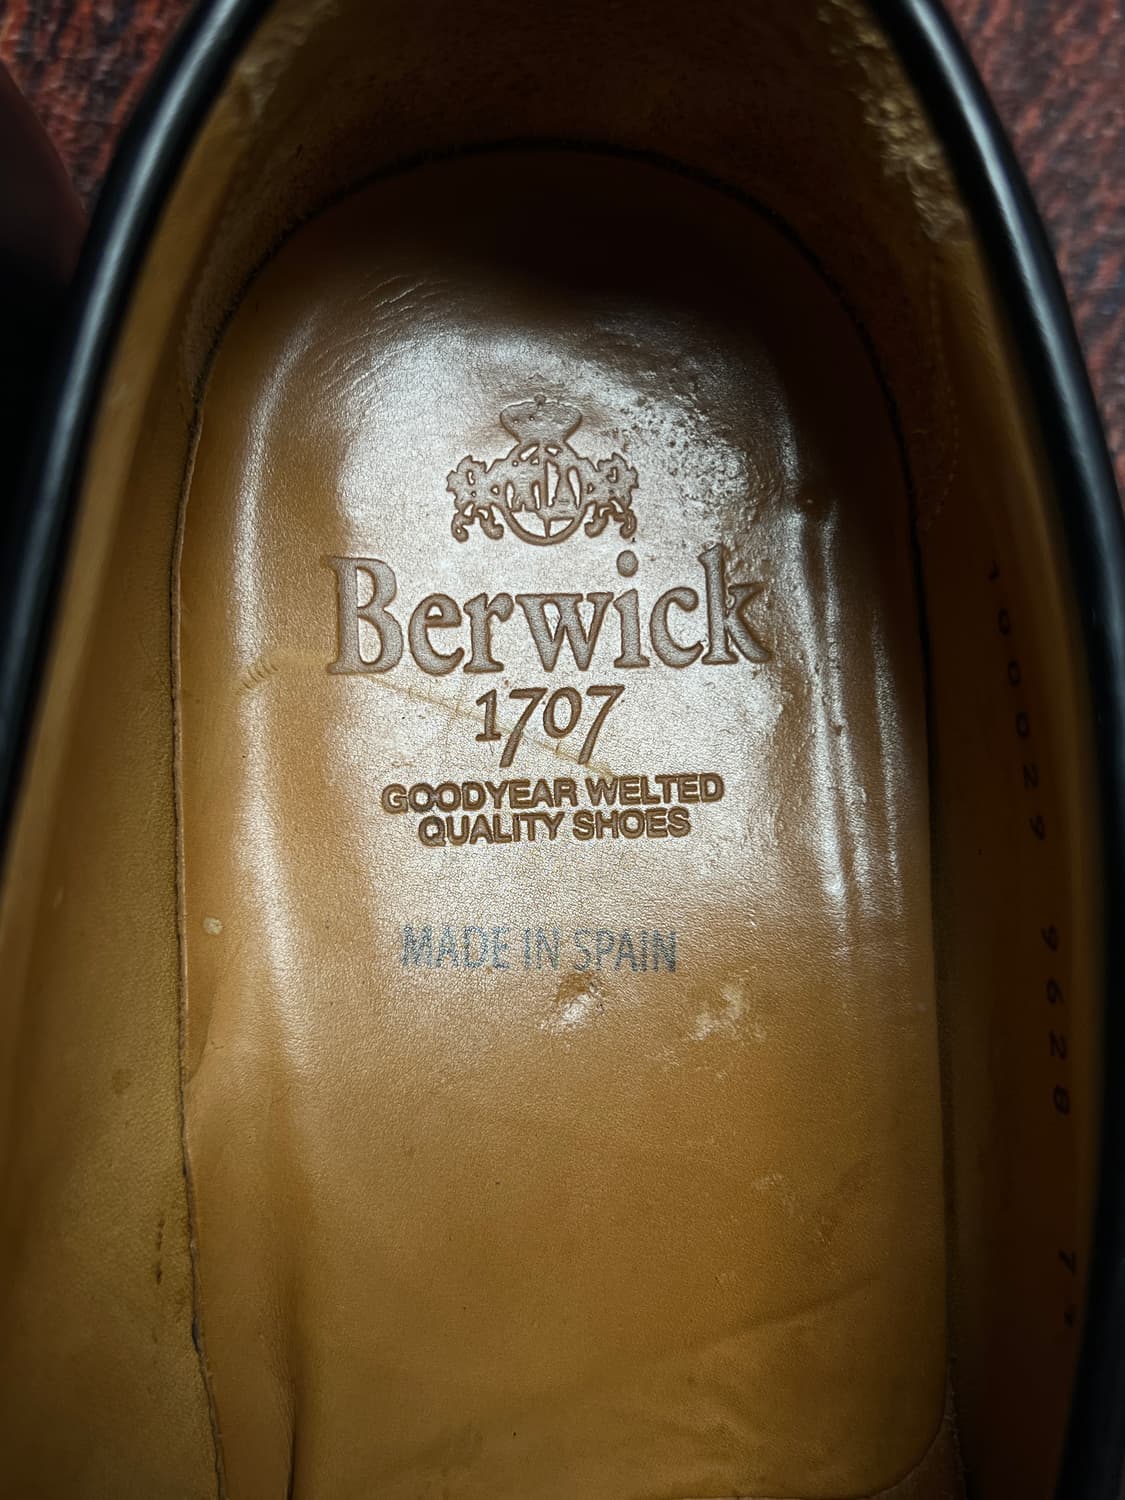 Berwick
1707
GOODYEAR WELTED
QUALITY SHOES
MADE IN SPAIN
100029 9628